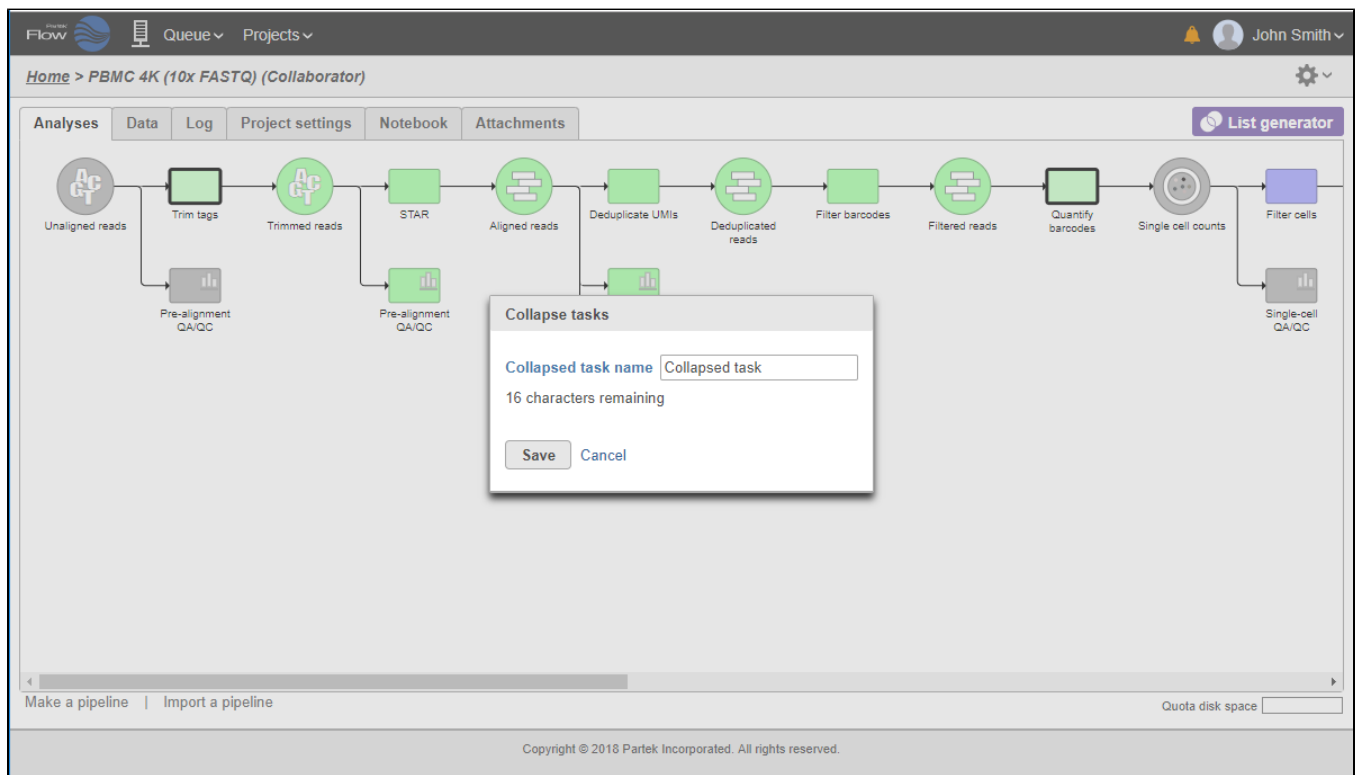 Partek
Flow
Queue
Projects
John Smith
Home > PBMC 4K (10x FASTQ) (Collaborator)
Analyses
Data
Log
Project settings
Notebook
Attachments
List generator
ACGT
Unaligned reads
Trim tags
ACGT
Trimmed reads
STAR
Aligned reads
Deduplicate UMIs
Deduplicated
reads
Filter barcodes
Filtered reads
Quantify
barcodes
Single cell counts
Filter cells
Pre-alignment
QA/QC
Pre-alignment
QA/QC
Single-cell
QA/QC
Collapse tasks
Collapsed task name
Collapsed task
16 characters remaining
Save
Cancel
Make a pipeline | Import a pipeline
Quota disk space
Copyright © 2018 Partek Incorporated. All rights reserved.